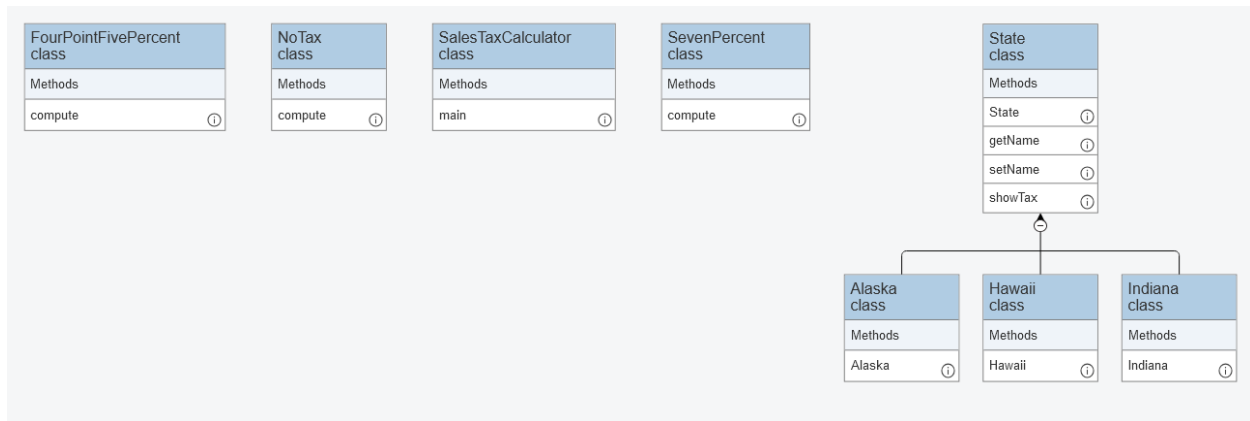 FourPointFivePercent
class
Methods
compute
NoTax
class
Methods
compute
SalesTaxCalculator
class
Methods
main
SevenPercent
class
Methods
compute
State
class
Methods
State
getName
setName
showTax
Alaska
class
Methods
Alaska
Hawaii
class
Methods
Hawaii
Indiana
class
Methods
Indiana